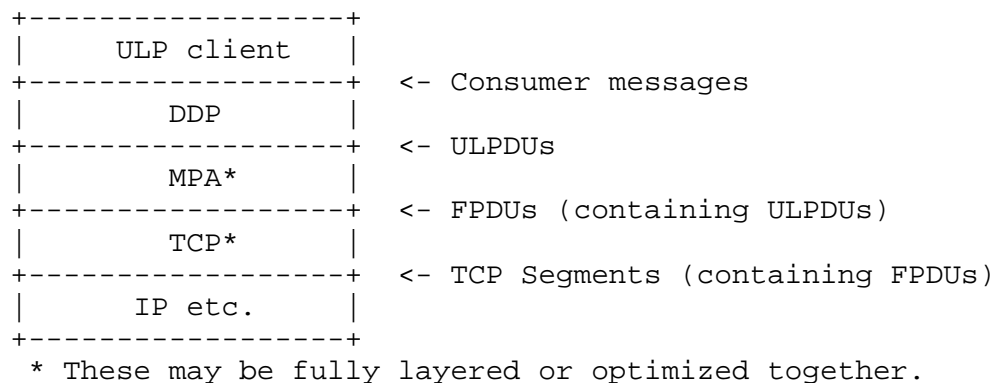 +------------------+
|     ULP client   |
+------------------+  <- Consumer messages
|        DDP       |
+------------------+  <- ULPDUs
|        MPA*      |
+------------------+  <- FPDUs (containing ULPDUs)
|        TCP*      |
+------------------+  <- TCP Segments (containing FPDUs)
|      IP etc.     |
+------------------+
 * These may be fully layered or optimized together.